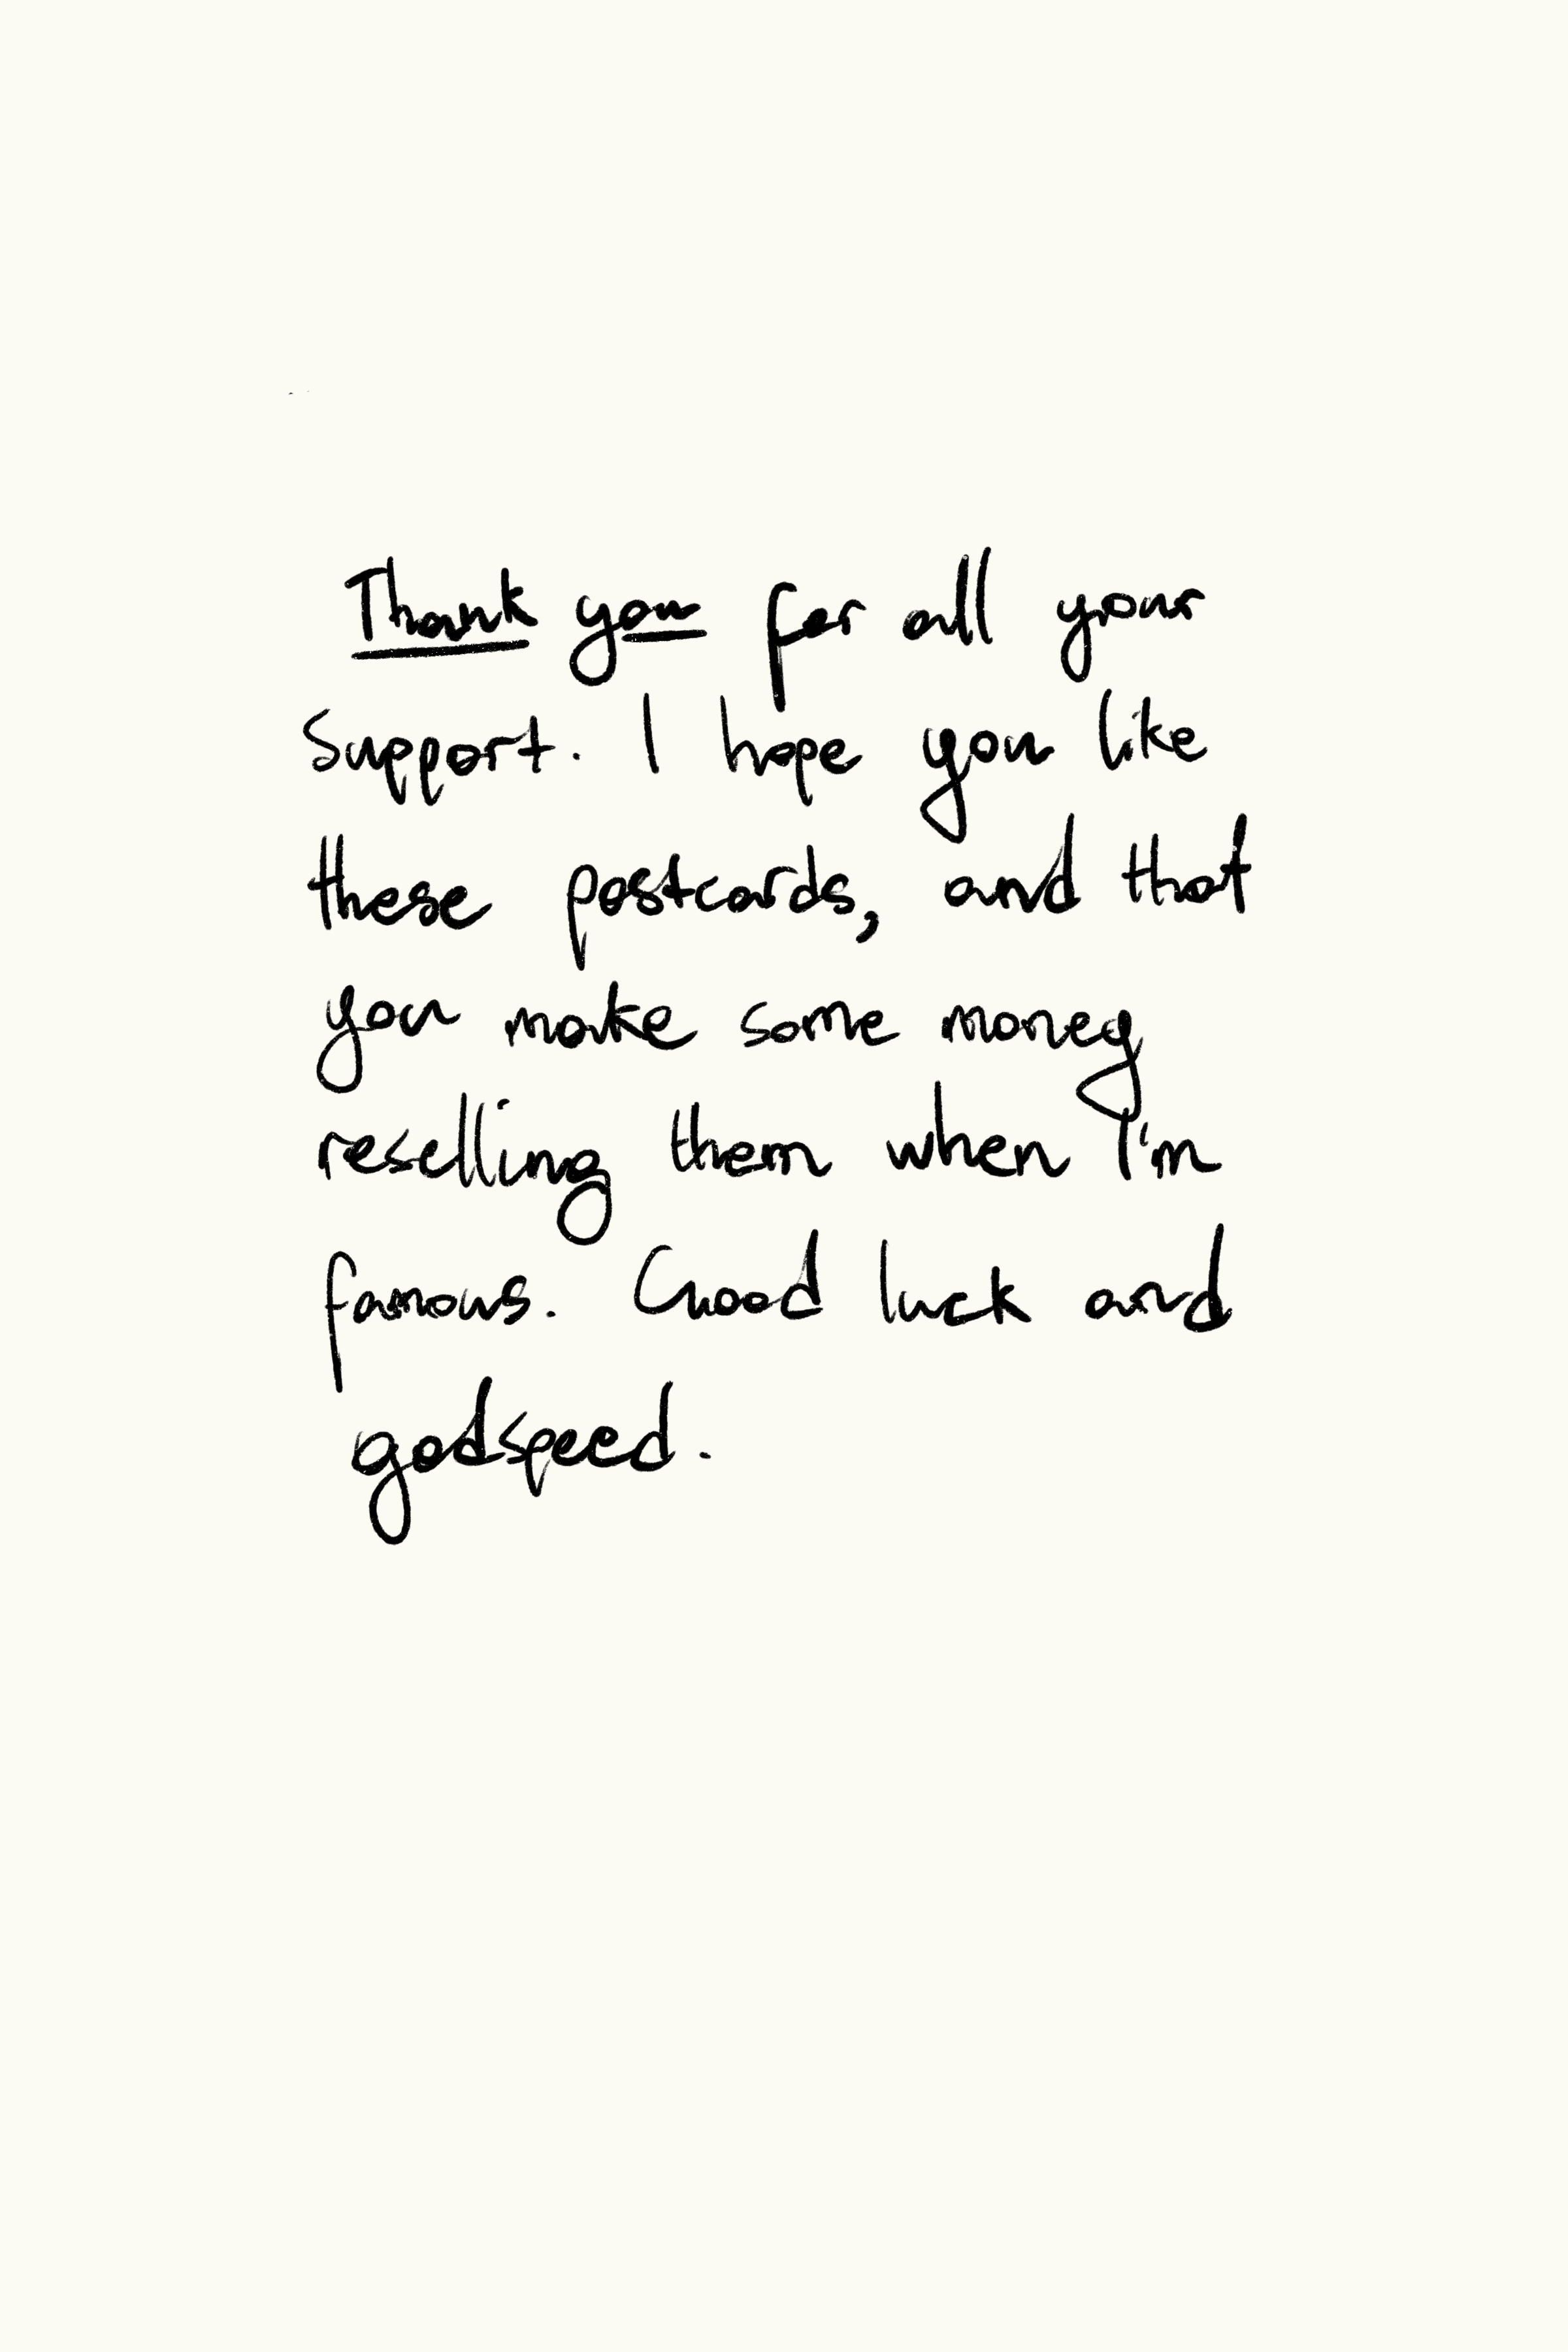 Thank you for all your
support. I hope you like
these postcards, and that
you make some money
reselling them when I'm
famous. Good luck and
godspeed.